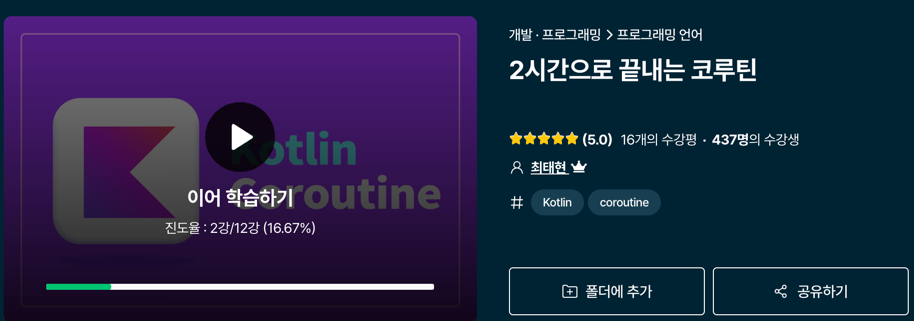 Kotlin
Coroutine
이어 학습하기
진도율 : 2강/12강 (16.67%)
개발 · 프로그래밍 > 프로그래밍 언어
2시간으로 끝내는 코루틴
(5.0) 16개의 수강평 · 437명의 수강생
최태현
# Kotlin coroutine
폴더에 추가 공유하기